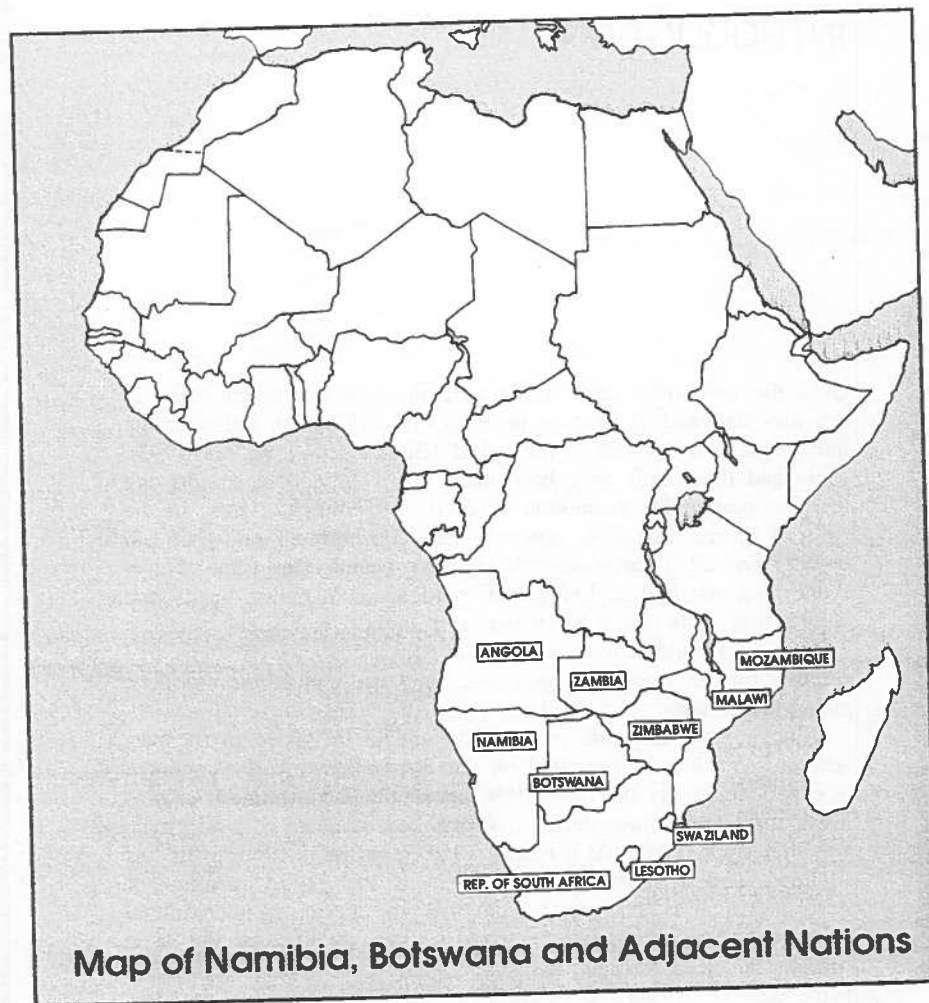 ANGOLA
MOZAMBIQUE
ZAMBIA
MALAWI
NAMIBIA
ZIMBABWE
BOTSWANA
SWAZILAND
LESOTHO
REP. OF SOUTH AFRICA
Map of Namibia, Botswana and Adjacent Nations